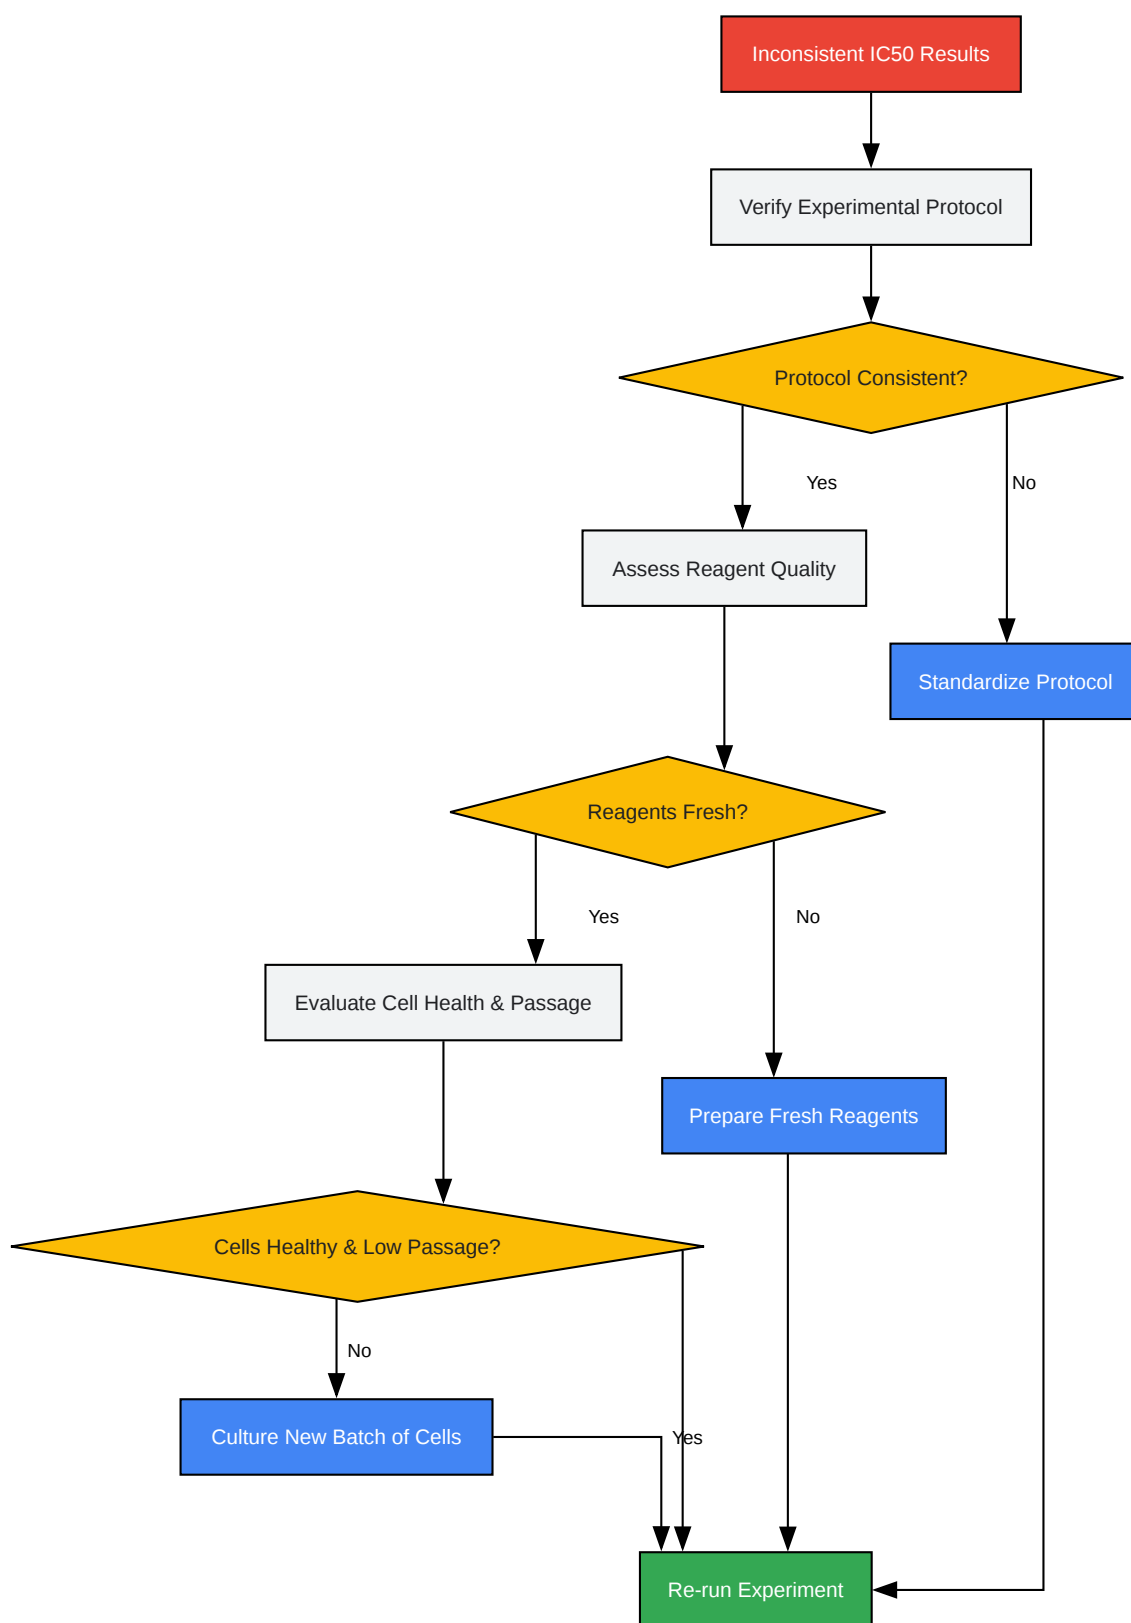 Inconsistent IC50 Results
Verify Experimental Protocol
Protocol Consistent?
Yes
No
Assess Reagent Quality
Standardize Protocol
Reagents Fresh?
Yes
No
Evaluate Cell Health & Passage
Prepare Fresh Reagents
Cells Healthy & Low Passage?
No
Culture New Batch of Cells
Yes
Re-run Experiment